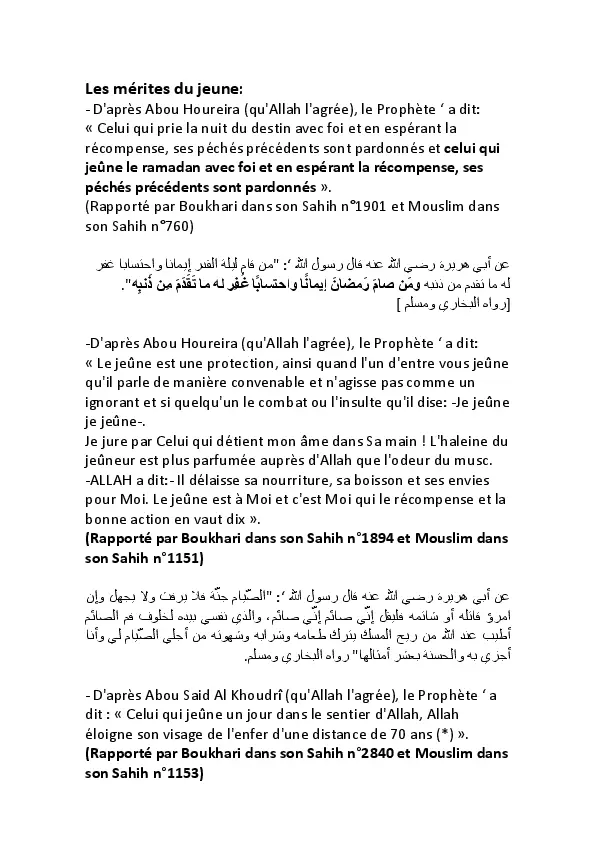 Les mérites du jeune:
- D'après Abou Houreira (qu'Allah l'agrée), le Prophète ‘ a dit:
« Celui qui prie la nuit du destin avec foi et en espérant la
récompense, ses péchés précédents sont pardonnés et celui qui
jeûne le ramadan avec foi et en espérant la récompense, ses
péchés précédents sont pardonnés ».
(Rapporté par Boukhari dans son Sahih n°1901 et Mouslim dans
son Sahih n°760)
عن أبي هريرة رضي الله عنه قال رسول الله ‘: "من قام ليلة القدر إيمانا واحتسابا غفر
له ما تقدم من ذنبه ومَن صامَ رَمضانَ إيمانًا واحتسابًا غُفِر له ما تَقَدَمَ مِن ذَنبِه".
[رواه البخاري ومسلم ]
-D'après Abou Houreira (qu'Allah l'agrée), le Prophète ‘ a dit:
« Le jeûne est une protection, ainsi quand l'un d'entre vous jeûne
qu'il parle de manière convenable et n'agisse pas comme un
ignorant et si quelqu'un le combat ou l'insulte qu'il dise: -Je jeûne
je jeûne-.
Je jure par Celui qui détient mon âme dans Sa main ! L'haleine du
jeûneur est plus parfumée auprès d'Allah que l'odeur du musc.
-ALLAH a dit:- Il délaisse sa nourriture, sa boisson et ses envies
pour Moi. Le jeûne est à Moi et c'est Moi qui le récompense et la
bonne action en vaut dix ».
(Rapporté par Boukhari dans son Sahih n°1894 et Mouslim dans
son Sahih n°1151)
عن أبي هريرة رضي الله عنه قال رسول الله ‘: "الصّيام جنّة فلا يرفث ولا يجهل وإن
امرؤ قاتله أو شاتمه فليقل إنّي صائم إنّي صائم، والذي نفسي بيده لخلوف فم الصائم
أطيب عند الله من ريح المسك يترك طعامه وشرابه وشهوته من أجلي الصّيام لي وأنا
أجزي به والحسنة بعشر أمثالها" رواه البخاري ومسلم.
- D'après Abou Said Al Khoudrî (qu'Allah l'agrée), le Prophète ‘ a
dit : « Celui qui jeûne un jour dans le sentier d'Allah, Allah
éloigne son visage de l'enfer d'une distance de 70 ans (*) ».
(Rapporté par Boukhari dans son Sahih n°2840 et Mouslim dans
son Sahih n°1153)